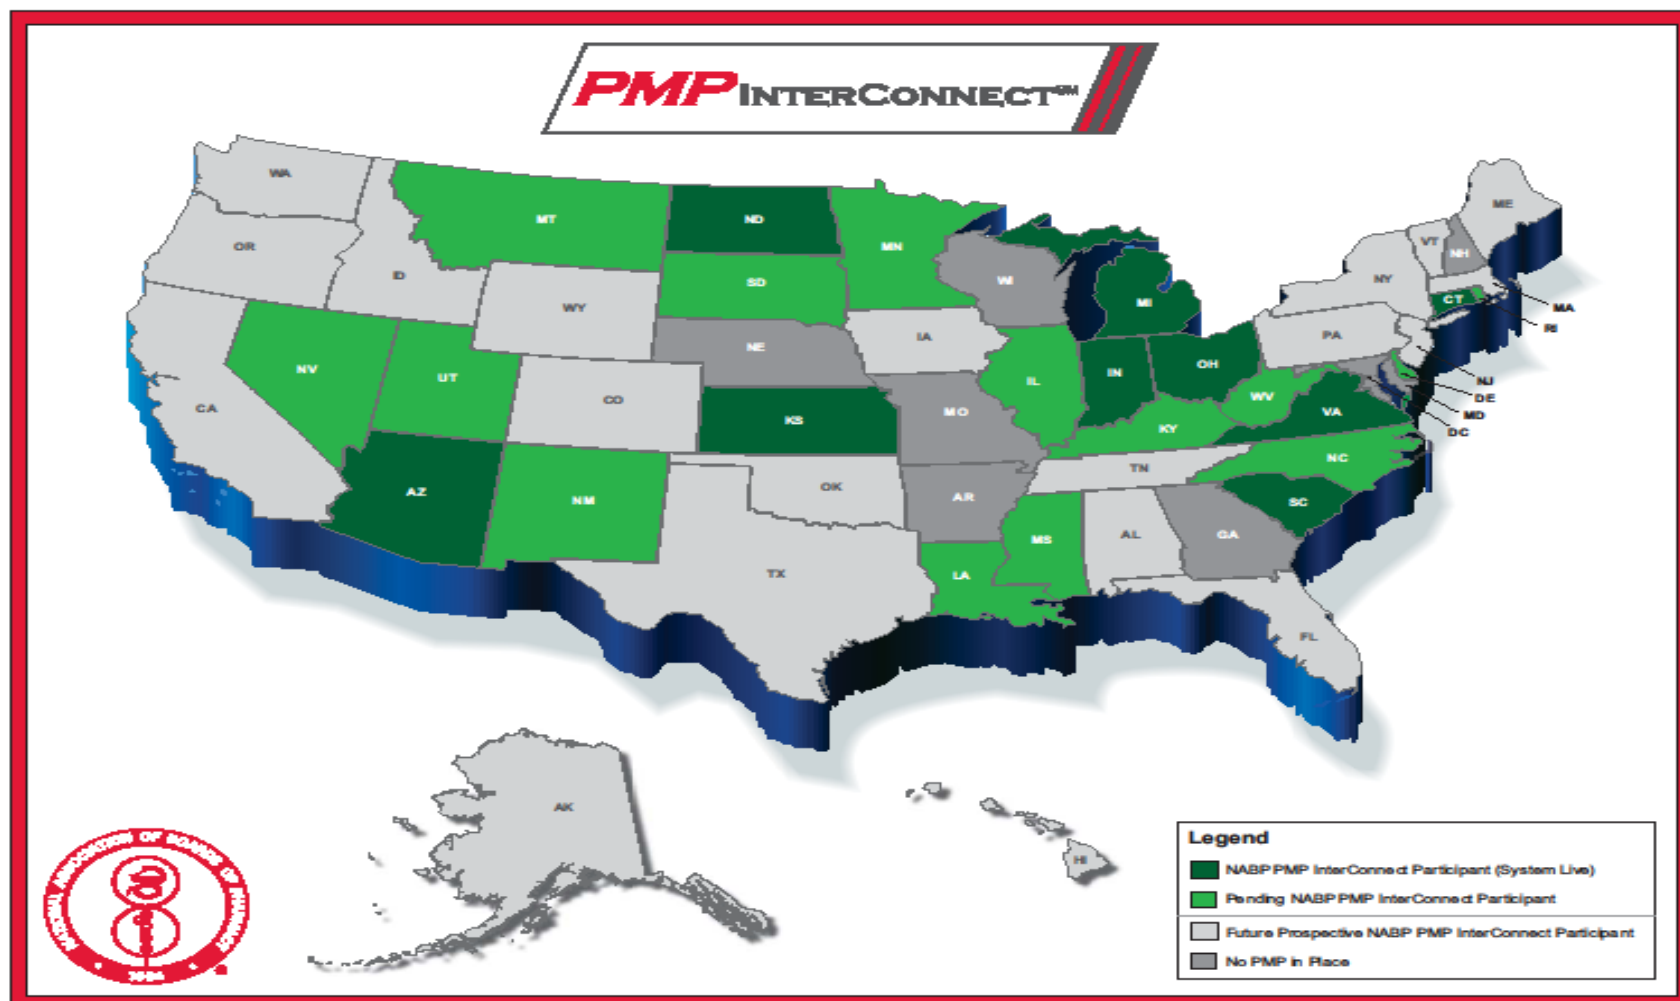 PMP INTERCONNECT℠
WA
MT
ND
MN
ME
VT
NH
OR
ID
SD
WI
MI
NY
MA
WY
CT
RI
NE
IA
PA
NV
UT
IL
IN
OH
NJ
CA
CO
WV
DE
KS
MO
VA
MD
KY
DC
TN
NC
AZ
NM
OK
AR
SC
MS
AL
GA
TX
LA
FL
AK
HI
Legend
NABP PMP InterConnect Participant (System Live)
Pending NABP PMP InterConnect Participant
Future Prospective NABP PMP InterConnect Participant
No PMP in Place